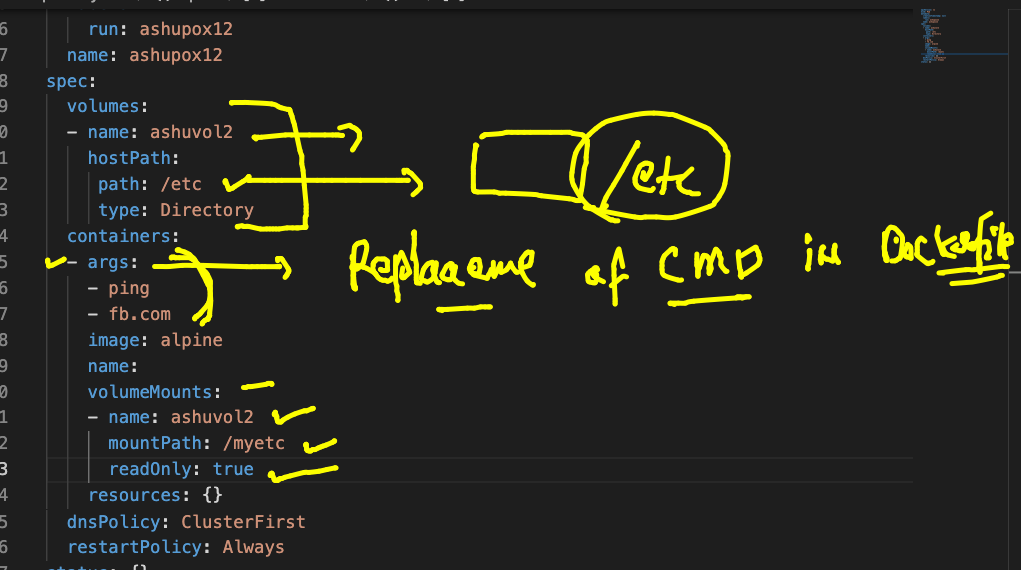 6 run: ashupox12
7 name: ashupox12
8 spec:
9 volumes:
0 - name: ashuvol2
1 hostPath:
2 path: /etc
3 type: Directory
/etc
4 containers:
5 - args:
Replaceme of CMD in Dockerfile
6 - ping
7 - fb.com
8 image: alpine
9 name:
0 volumeMounts:
1 - name: ashuvol2
2 mountPath: /myetc
3 readOnly: true
4 resources: {}
5 dnsPolicy: ClusterFirst
6 restartPolicy: Always
status: {}